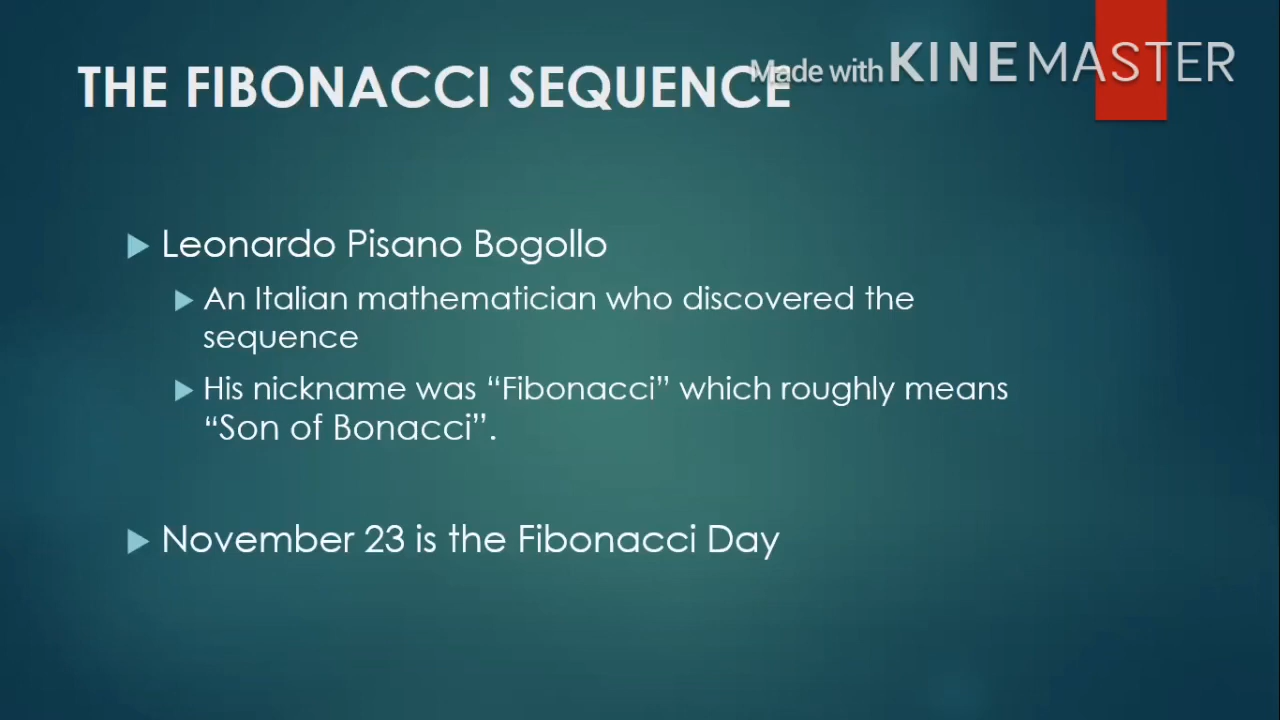 THE FIBONACCI SEQUENCE
Made with KINEMASTER
Leonardo Pisano Bogollo
An Italian mathematician who discovered the
sequence
His nickname was “Fibonacci” which roughly means
“Son of Bonacci”.
November 23 is the Fibonacci Day